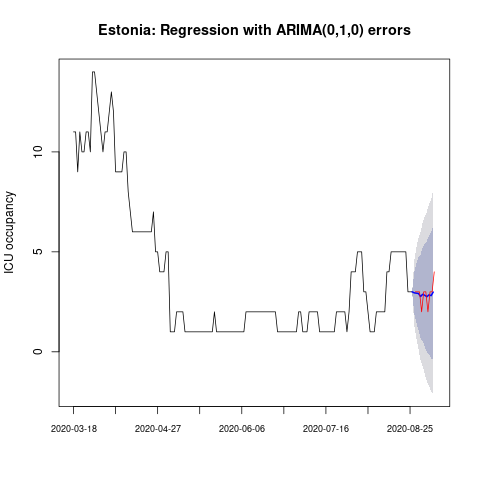 Estonia: Regression with ARIMA(0,1,0) errors
ICU occupancy
10
5
0
2020-03-18 2020-04-27 2020-06-06 2020-07-16 2020-08-25